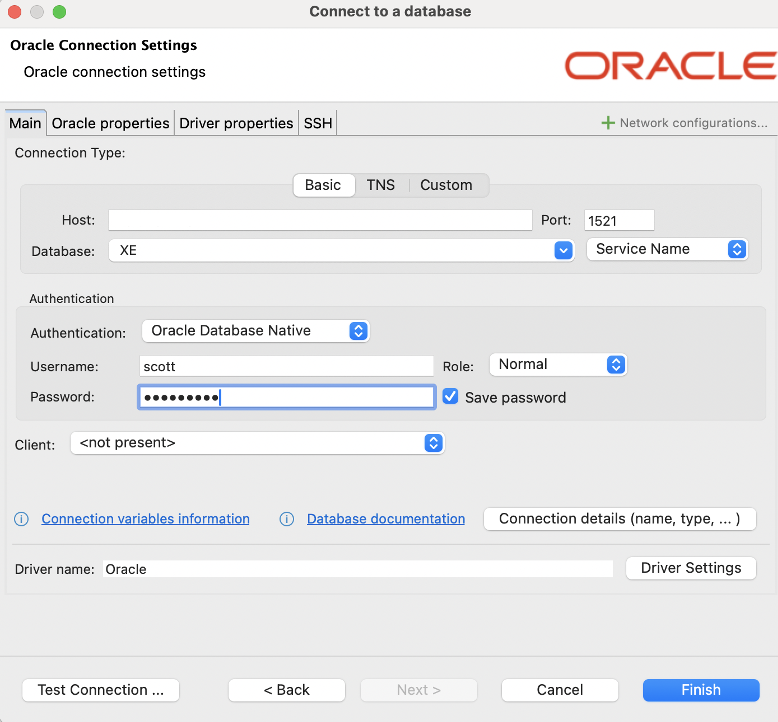 Connect to a database
Oracle Connection Settings
Oracle connection settings
ORACLE
Main Oracle properties Driver properties SSH Network configurations...
Connection Type:
Basic TNS Custom
Host: Port: 1521
Database: XE Service Name
Authentication
Authentication: Oracle Database Native
Username: scott Role: Normal
Password: ••••••••• Save password
Client: <not present>
Connection variables information Database documentation Connection details (name, type, ... )
Driver name: Oracle Driver Settings
Test Connection ... < Back Next > Cancel Finish